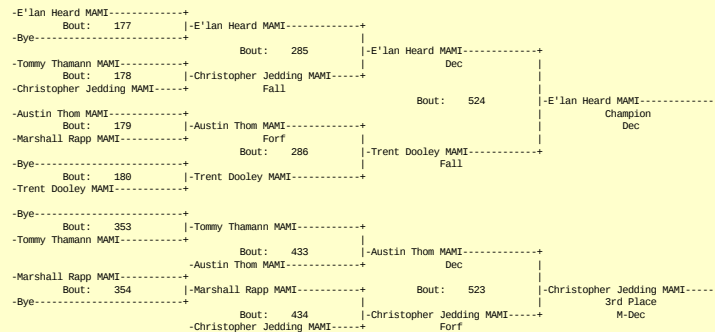 -E'lan Heard MAMI-------------+
Bout: 177 |-E'lan Heard MAMI-------------+
-Bye--------------------------+ |
Bout: 285 |-E'lan Heard MAMI-------------+
-Tommy Thamann MAMI-----------+ | Dec |
Bout: 178 |-Christopher Jedding MAMI-----+ |
-Christopher Jedding MAMI-----+ Fall |
Bout: 524 |-E'lan Heard MAMI-------------
-Austin Thom MAMI-------------+ | Champion
Bout: 179 |-Austin Thom MAMI-------------+ | Dec
-Marshall Rapp MAMI-----------+ Forf | |
Bout: 286 |-Trent Dooley MAMI------------+
-Bye--------------------------+ | Fall
Bout: 180 |-Trent Dooley MAMI------------+
-Trent Dooley MAMI------------+
-Bye--------------------------+
Bout: 353 |-Tommy Thamann MAMI-----------+
-Tommy Thamann MAMI-----------+ |
Bout: 433 |-Austin Thom MAMI-------------+
-Austin Thom MAMI-------------+ Dec |
-Marshall Rapp MAMI-----------+ |
Bout: 354 |-Marshall Rapp MAMI-----------+ Bout: 523 |-Christopher Jedding MAMI-----
-Bye--------------------------+ | | 3rd Place
Bout: 434 |-Christopher Jedding MAMI-----+ M-Dec
-Christopher Jedding MAMI-----+ Forf